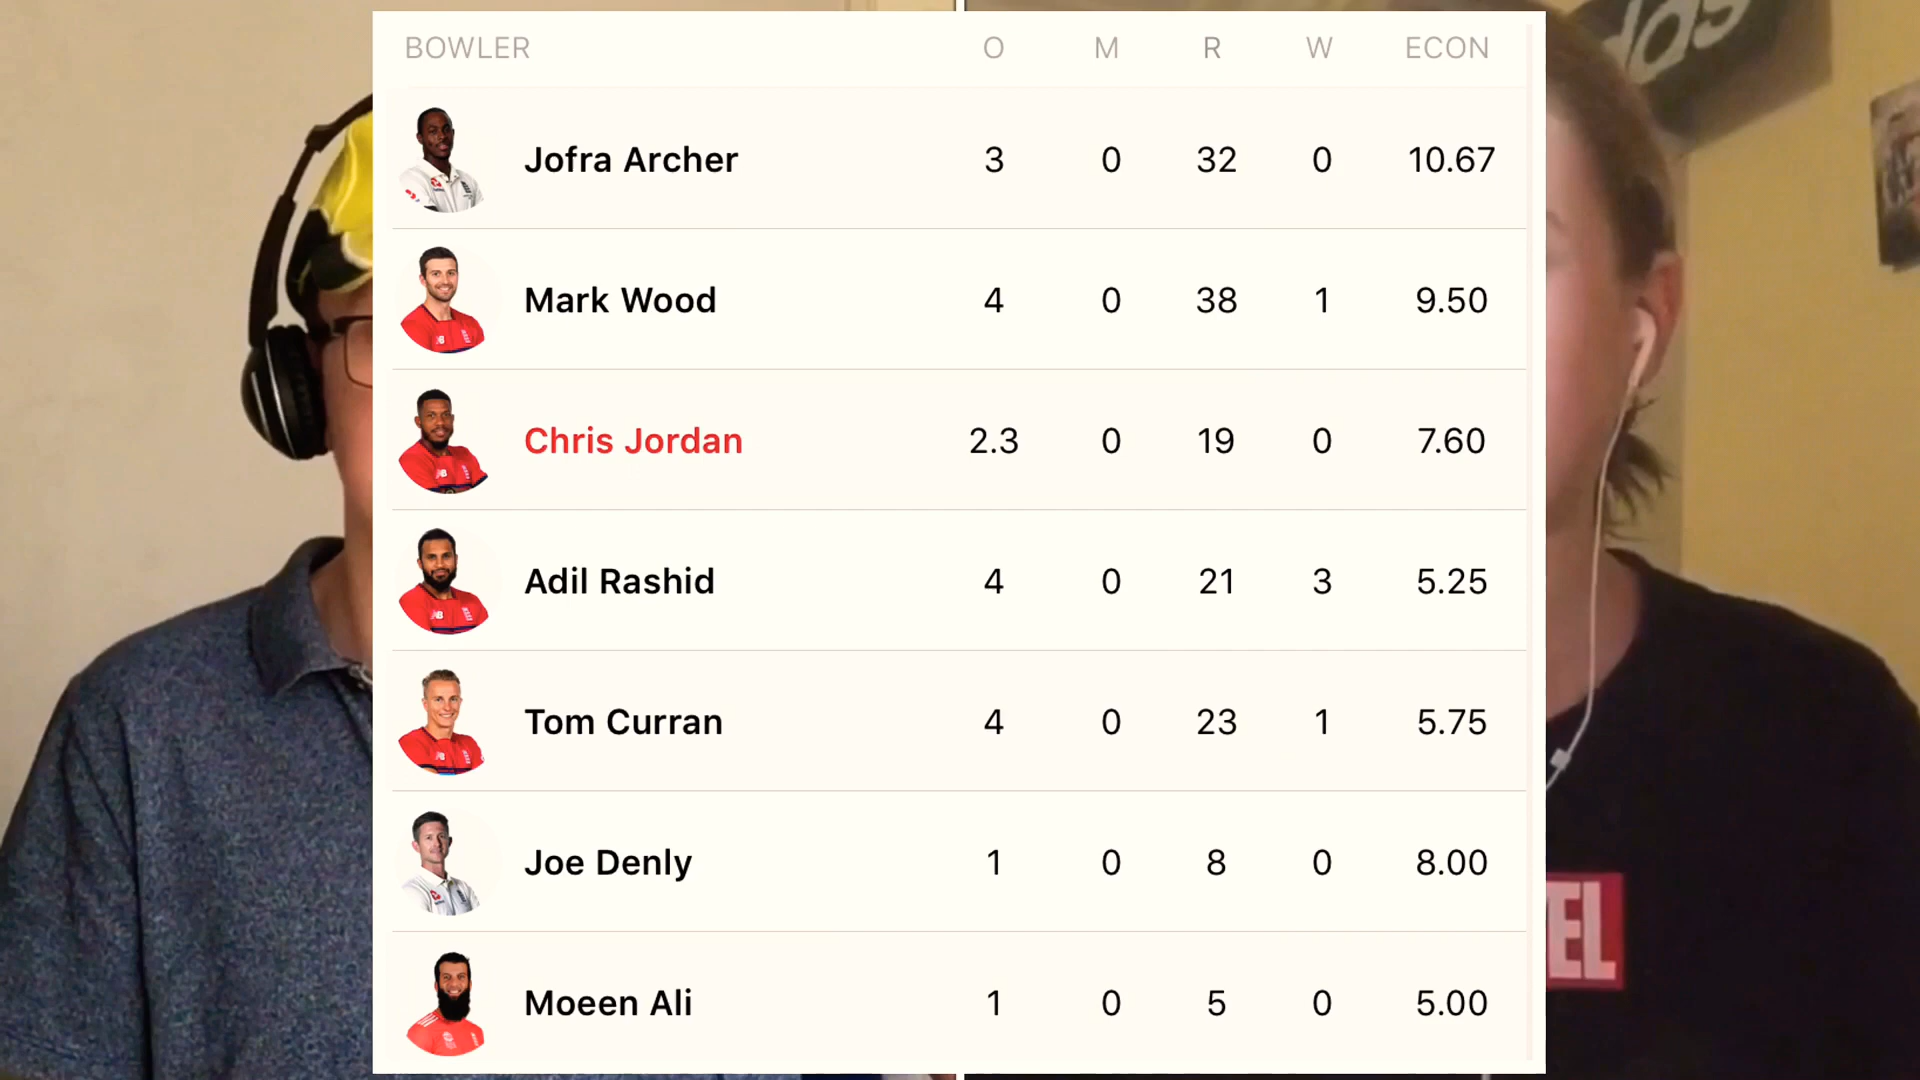 BOWLER O M R W ECON
Jofra Archer 3 0 32 0 10.67
Mark Wood 4 0 38 1 9.50
Chris Jordan 2.3 0 19 0 7.60
Adil Rashid 4 0 21 3 5.25
Tom Curran 4 0 23 1 5.75
Joe Denly 1 0 8 0 8.00
Moeen Ali 1 0 5 0 5.00
EL